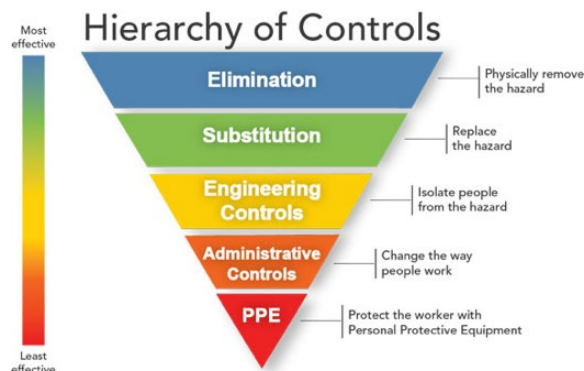 Hierarchy of Controls
Most
effective
Elimination
Physically remove
the hazard
Substitution
Replace
the hazard
Engineering
Controls
Isolate people
from the hazard
Administrative
Controls
Change the way
people work
PPE
Protect the worker with
Personal Protective Equipment
Least
effective